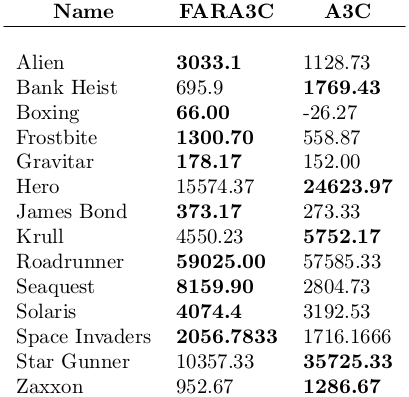 Name FARA3C A3C
Alien 3033.1 1128.73
Bank Heist 695.9 1769.43
Boxing 66.00 -26.27
Frostbite 1300.70 558.87
Gravitar 178.17 152.00
Hero 15574.37 24623.97
James Bond 373.17 273.33
Krull 4550.23 5752.17
Roadrunner 59025.00 57585.33
Seaquest 8159.90 2804.73
Solaris 4074.4 3192.53
Space Invaders 2056.7833 1716.1666
Star Gunner 10357.33 35725.33
Zaxxon 952.67 1286.67